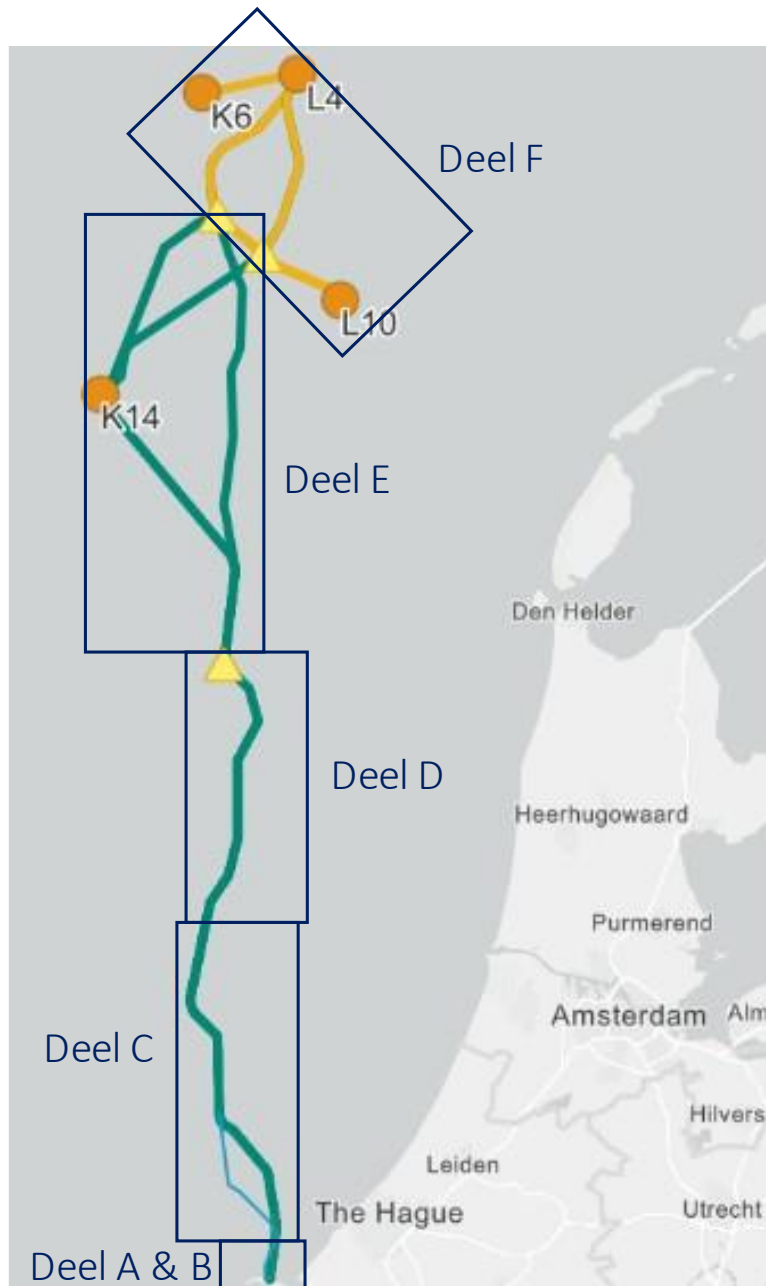 L4
K6
Deel F
L10
K14
Deel E
Den Helder
Deel D
Heerhugowaard
Purmerend
Amsterdam
Alm
Deel C
Hilvers
Leiden
The Hague
Utrecht
Deel A & B